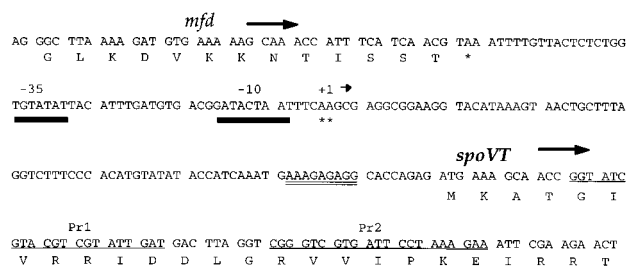 mfd
AG GGC TTA AAA GAT GTG AAA AAG CAA ACC ATT TCA TCA ACG TAA ATTTTGTTACTCTCTGG
G L K D V K K N T I S S T *
-35 -10 +1
TGTATATTAC ATTTGATGTG ACGGATACTA ATTTCAAGCG AGGCGGAAGG TACATAAAGT AACTGCTTTA
**
GGTCTTTCCC ACATGTATAT ACCATCAAAT GAAAGAGAGG CACCAGAG ATG AAA GCA ACC GGT ATC
spoVT
M K A T G I
Pr1 Pr2
GTA CGT CGT ATT GAT GAC TTA GGT CGG GTC GTG ATT CCT AAA GAA ATT CGA AGA ACT
V R R I D D L G R V V I P K E I R R T